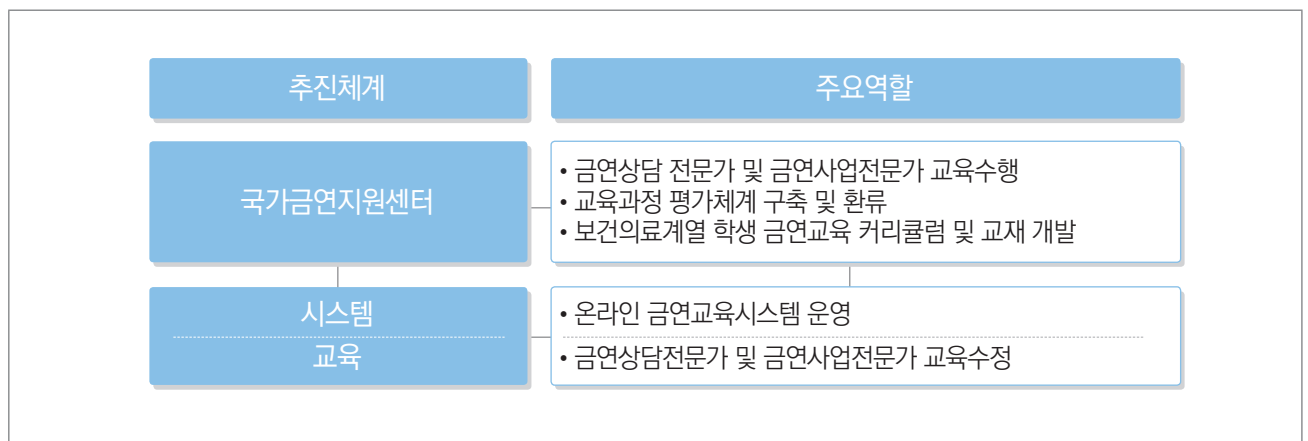 추진체계
주요역할
국가금연지원센터
• 금연상담 전문가 및 금연사업전문가 교육수행
• 교육과정 평가체계 구축 및 환류
• 보건의료계열 학생 금연교육 커리큘럼 및 교재 개발
시스템
• 온라인 금연교육시스템 운영
교육
• 금연상담전문가 및 금연사업전문가 교육수정